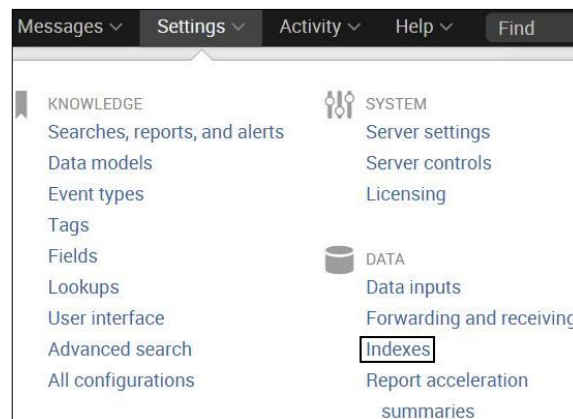 Messages Settings Activity Help Find
KNOWLEDGE
Searches, reports, and alerts
Data models
Event types
Tags
Fields
Lookups
User interface
Advanced search
All configurations
SYSTEM
Server settings
Server controls
Licensing
DATA
Data inputs
Forwarding and receiving
Indexes
Report acceleration
summaries